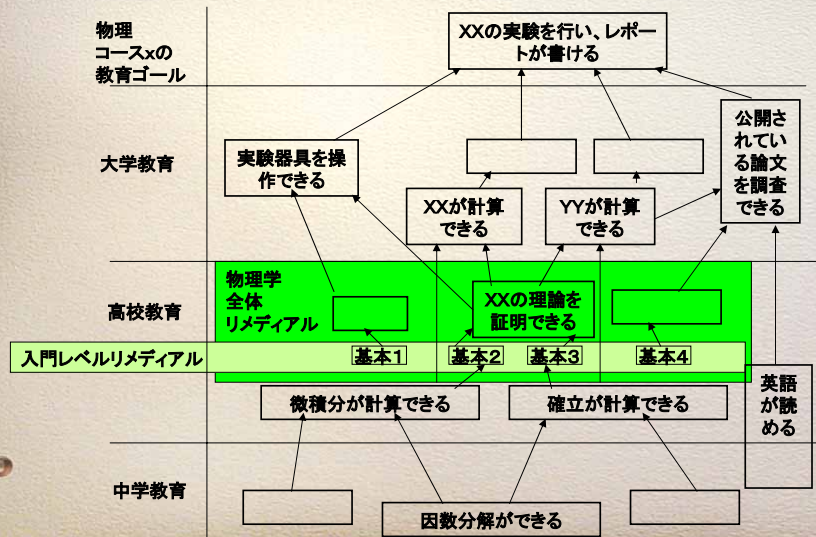 物理
コースxの
教育ゴール
XXの実験を行い、レポー
トが書ける
大学教育
実験器具を操
作できる
公開さ
れてい
る論文
を調査
できる
XXが計算
できる
YYが計算
できる
高校教育
物理学
全体
リメディアル
XXの理論を
証明できる
入門レベルリメディアル
基本1
基本2
基本3
基本4
微積分が計算できる
確立が計算できる
英語
が読
める
中学教育
因数分解ができる